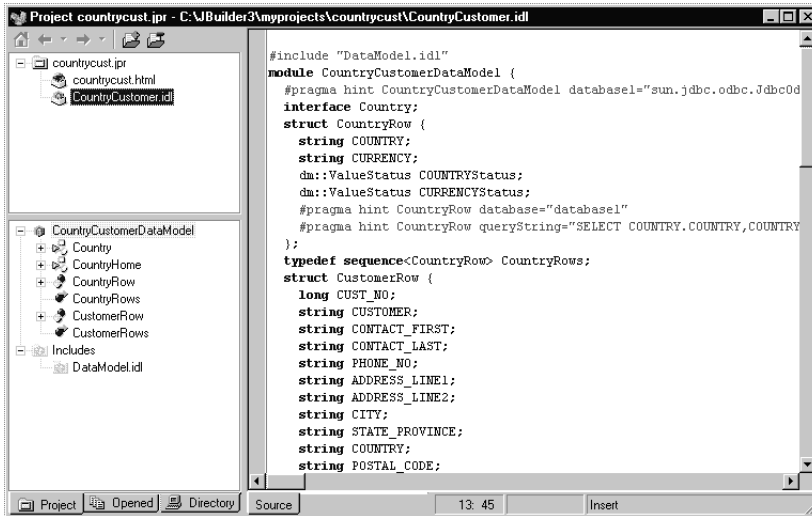 Project countrycust.jpr - C:\JBuilder3\myprojects\countrycust\CountryCustomer.idl
countrycust.jpr
countrycust.html
CountryCustomer.idl
CountryCustomerDataModel
Country
CountryHome
CountryRow
CountryRows
CustomerRow
CustomerRows
Includes
DataModel.idl
Project
Opened
Directory
#include "DataModel.idl"
module CountryCustomerDataModel {
#pragma hint CountryCustomerDataModel database1="sun.jdbc.odbc.JdbcOd
interface Country;
struct CountryRow {
string COUNTRY;
string CURRENCY;
dm::ValueStatus COUNTRYStatus;
dm::ValueStatus CURRENCYStatus;
#pragma hint CountryRow database="database1"
#pragma hint CountryRow queryString="SELECT COUNTRY.COUNTRY,COUNTRY
};
typedef sequence<CountryRow> CountryRows;
struct CustomerRow {
long CUST_NO;
string CUSTOMER;
string CONTACT_FIRST;
string CONTACT_LAST;
string PHONE_NO;
string ADDRESS_LINE1;
string ADDRESS_LINE2;
string CITY;
string STATE_PROVINCE;
string COUNTRY;
string POSTAL_CODE;
Source
13: 45
Insert